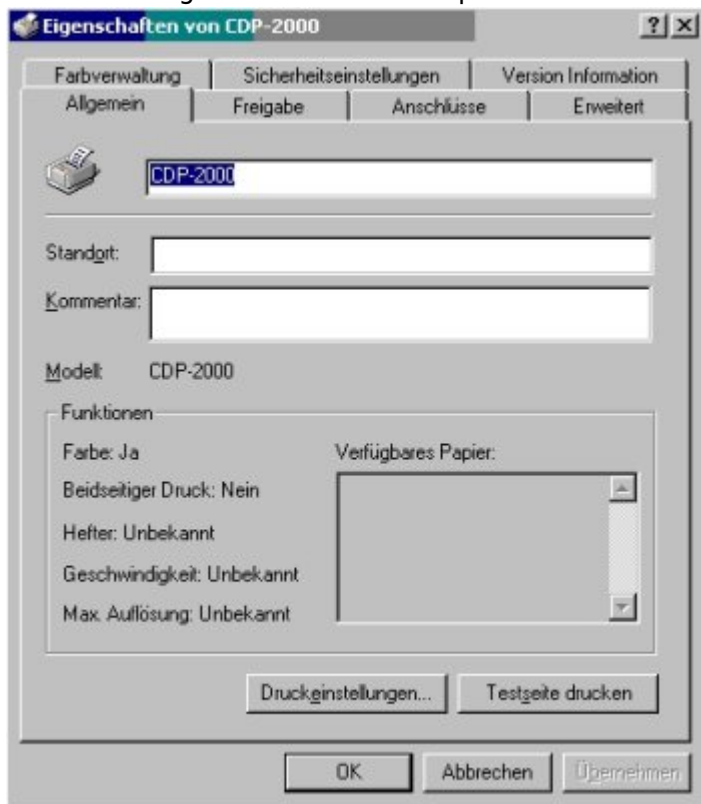 Eigenschaften von CDP-2000
Farbverwaltung Sicherheitseinstellungen Version Information
Allgemein Freigabe Anschlüsse Erweitert
CDP-2000
Standort:
Kommentar:
Modell: CDP-2000
Funktionen
Farbe: Ja Verfügbares Papier:
Beidseitiger Druck: Nein
Hefter: Unbekannt
Geschwindigkeit: Unbekannt
Max. Auflösung: Unbekannt
Druckeinstellungen... Testseite drucken
OK Abbrechen Übernehmen